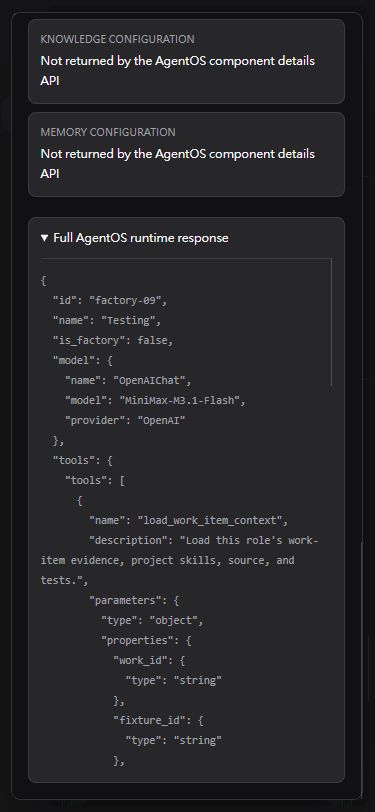 KNOWLEDGE CONFIGURATION
Not returned by the AgentOS component details
API
MEMORY CONFIGURATION
Not returned by the AgentOS component details
API
▼ Full AgentOS runtime response
{
  "id": "factory-09",
  "name": "Testing",
  "is_factory": false,
  "model": {
    "name": "OpenAIChat",
    "model": "MiniMax-M3.1-Flash",
    "provider": "OpenAI"
  },
  "tools": {
    "tools": [
      {
        "name": "load_work_item_context",
        "description": "Load this role's work-
item evidence, project skills, source, and
tests.",
        "parameters": {
          "type": "object",
          "properties": {
            "work_id": {
              "type": "string"
            },
            "fixture_id": {
              "type": "string"
            },